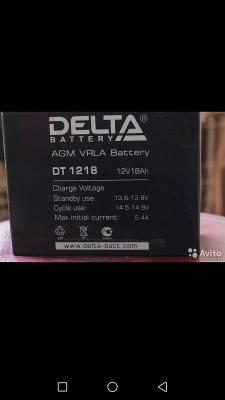 DELTA®
BATTERY
AGM VRLA Battery
DT 1218 12V18Ah
Charge Voltage
Standby use: 13.6-13.8V
Cycle use: 14.5-14.9V
Max.initial current: 5.4A
www.delta-batt.com
Avito